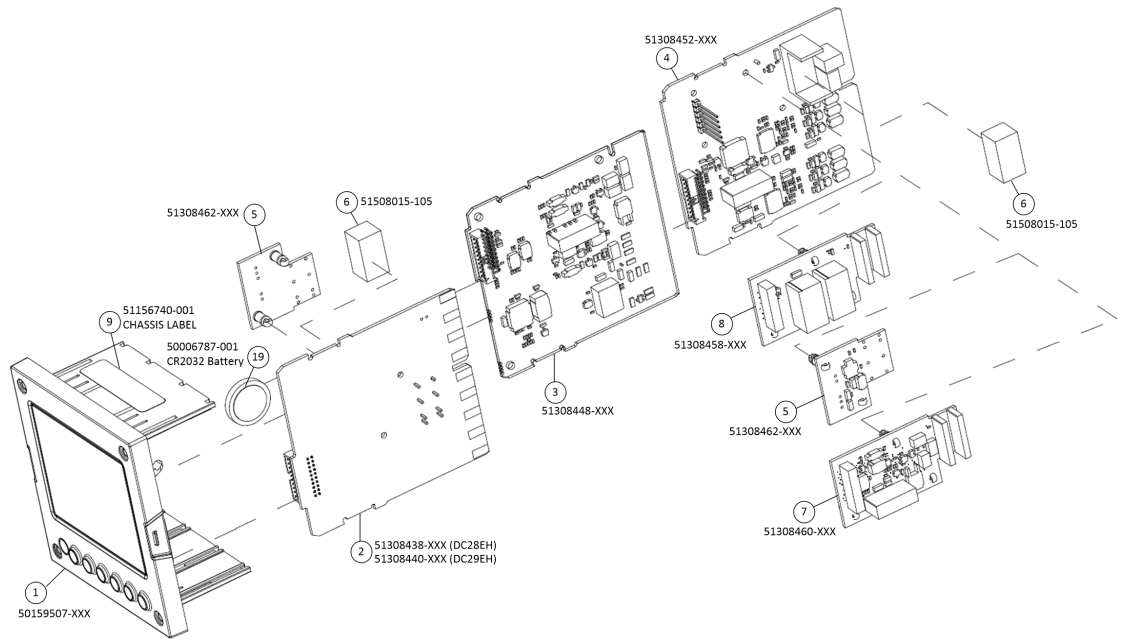 51308452-XXX
4
6
51508015-105
6 51508015-105
51308462-XXX 5
51156740-001
9 CHASSIS LABEL
50006787-001
CR2032 Battery 19
8
51308458-XXX
3
51308448-XXX
5
51308462-XXX
7
51308460-XXX
2 51308438-XXX (DC28EH)
51308440-XXX (DC29EH)
1
50159507-XXX